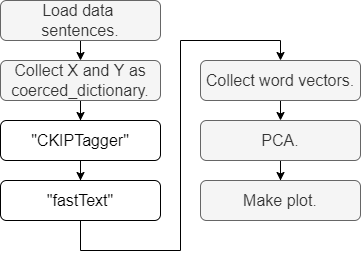 Load data
sentences.
Collect X and Y as
coerced_dictionary.
"CKIPTagger"
"fastText"
Collect word vectors.
PCA.
Make plot.